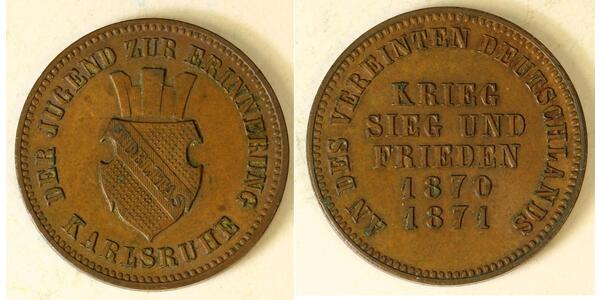 DER JUGEND ZUR ERINNERUNG
FIDELITAS
KARLSRUHE
AN DES VEREINTEN DEUTSCHLANDS
KRIEG
SIEG UND
FRIEDEN
1870
1871